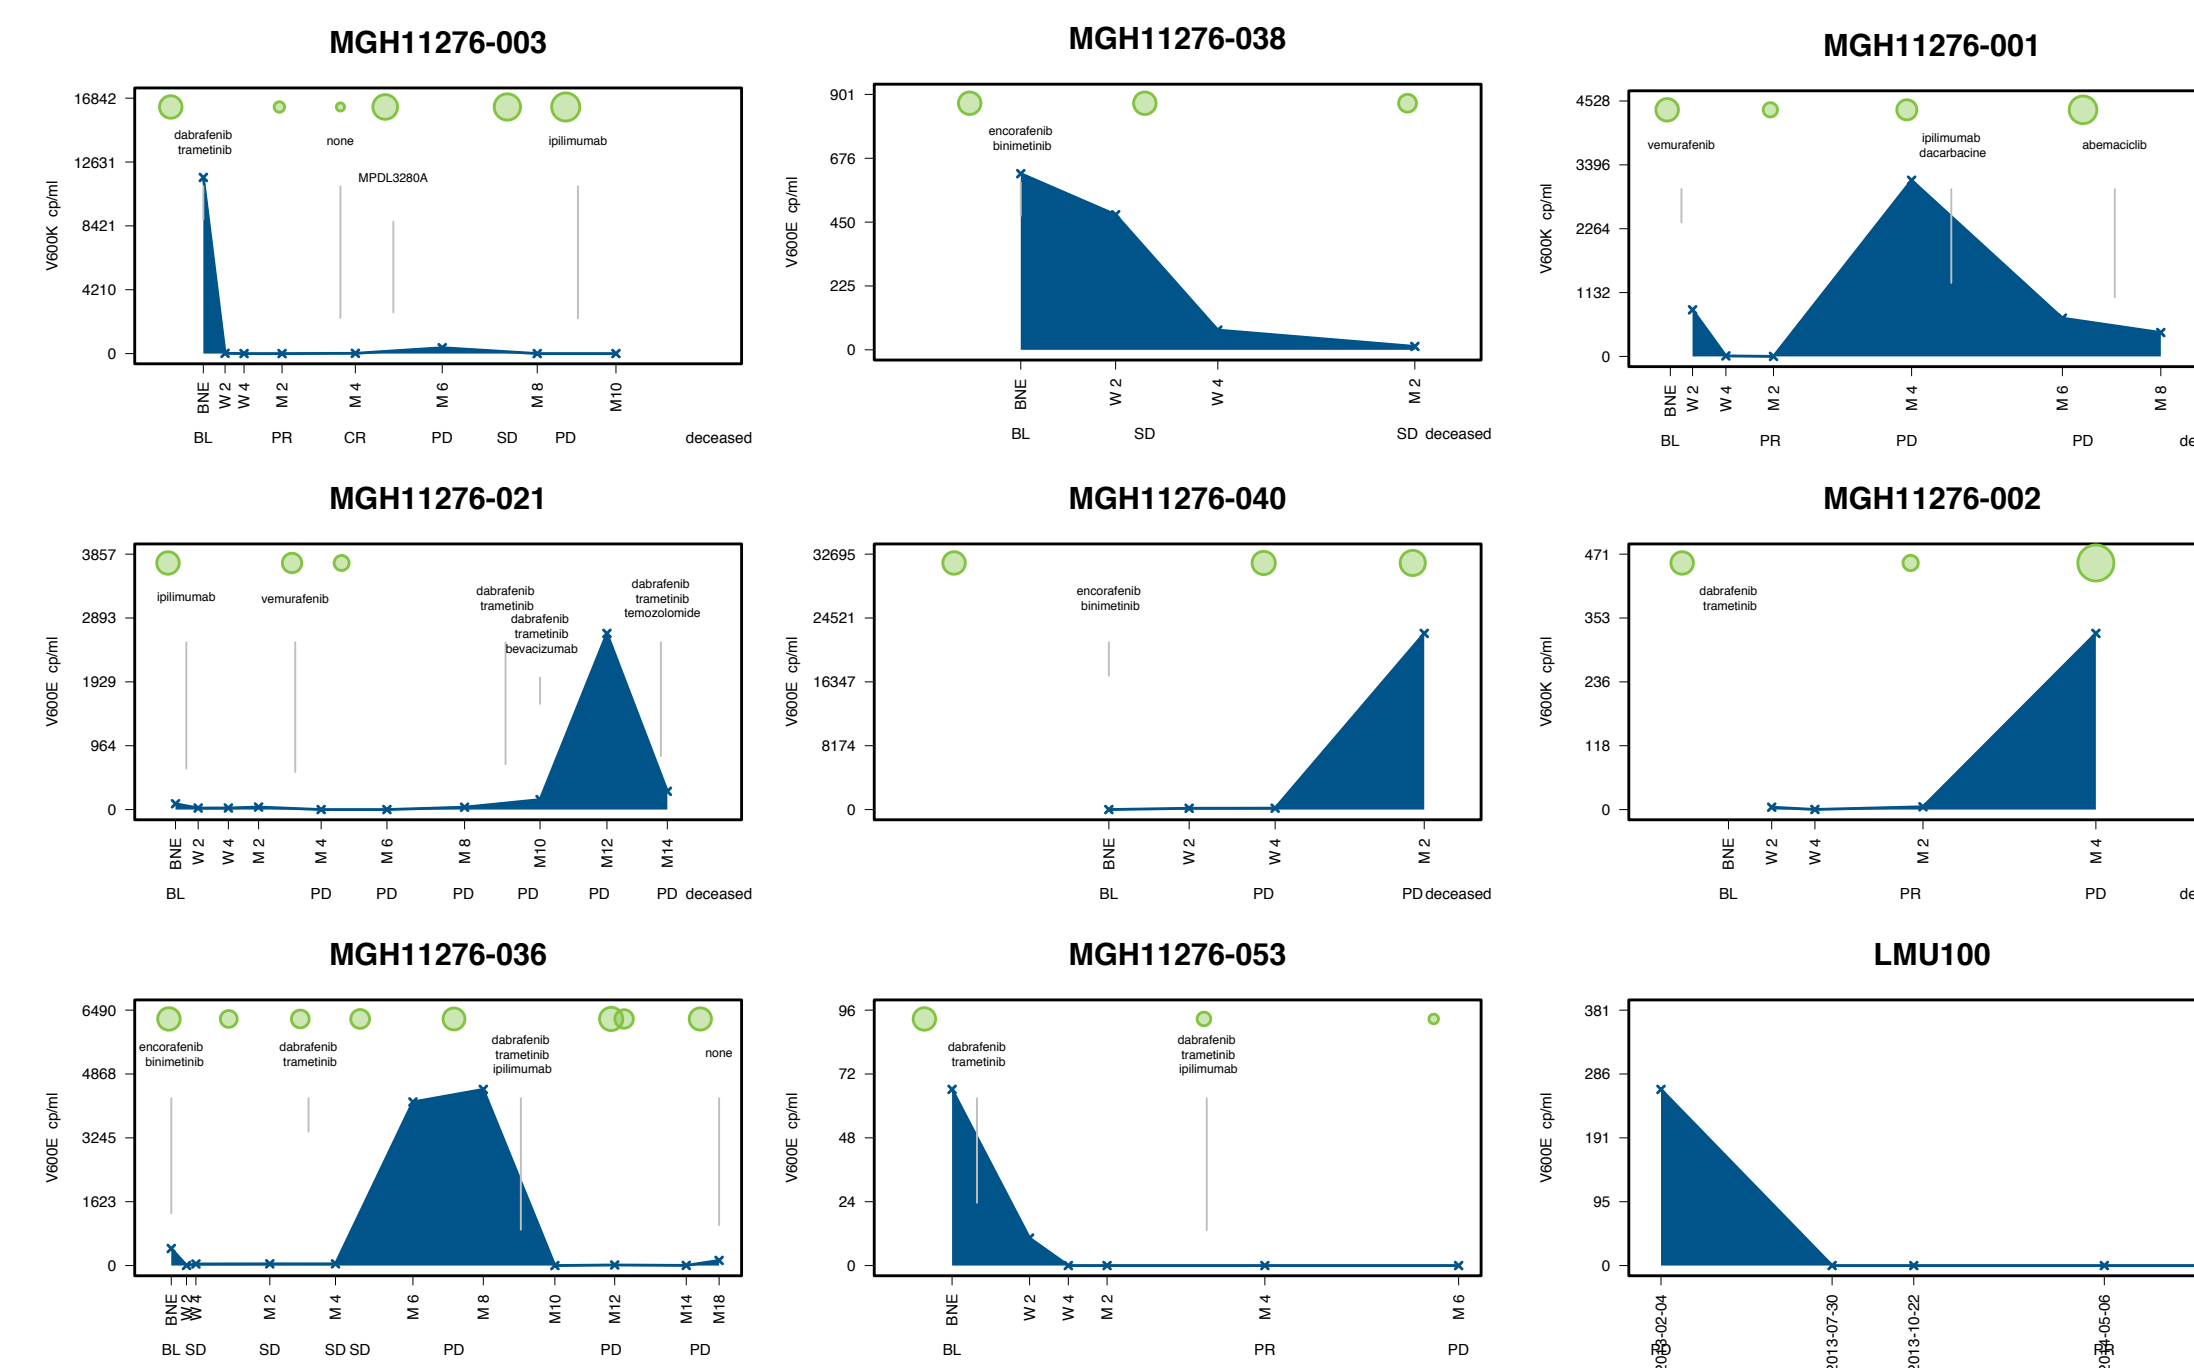 MGH11276-003
16842
12631
8421
4210
0
V600K cp/ml
dabrafenib
trametinib
none
MPDL3280A
ipilimumab
BNE
W 2
W 4
M 2
M 4
M 6
M 8
M10
BL
PR
CR
PD
SD
PD
deceased
MGH11276-038
901
676
450
225
0
V600E cp/ml
encorafenib
binimetinib
BNE
W 2
W 4
M 2
BL
SD
SD
deceased
MGH11276-001
4528
3396
2264
1132
0
V600K cp/ml
vemurafenib
ipilimumab
dacarbacine
abemaciclib
BNE
W 2
W 4
M 2
M 4
M 6
M 8
BL
PR
PD
PD
de
MGH11276-021
3857
2893
1929
964
0
V600E cp/ml
ipilimumab
vemurafenib
dabrafenib
trametinib
dabrafenib
trametinib
bevacizumab
dabrafenib
trametinib
temozolomide
BNE
W 2
W 4
M 2
M 4
M 6
M 8
M10
M12
M14
BL
PD
PD
PD
PD
PD
PD
deceased
MGH11276-040
32695
24521
16347
8174
0
V600E cp/ml
encorafenib
binimetinib
BNE
W 2
W 4
M 2
BL
PD
PD
deceased
MGH11276-002
471
353
236
118
0
V600K cp/ml
dabrafenib
trametinib
BNE
W 2
W 4
M 2
M 4
BL
PR
PD
de
MGH11276-036
6490
4868
3245
1623
0
V600E cp/ml
encorafenib
binimetinib
dabrafenib
trametinib
dabrafenib
trametinib
ipilimumab
none
BNE
W 2
W 4
M 2
M 4
M 6
M 8
M10
M12
M14
M18
BL
SD
SD
SD
SD
PD
PD
PD
MGH11276-053
96
72
48
24
0
V600E cp/ml
dabrafenib
trametinib
dabrafenib
trametinib
ipilimumab
BNE
W 2
W 4
M 2
M 4
M 6
BL
PR
PD
LMU100
381
286
191
95
0
V600E cp/ml
2013-07-30
2013-10-22
PD
PR